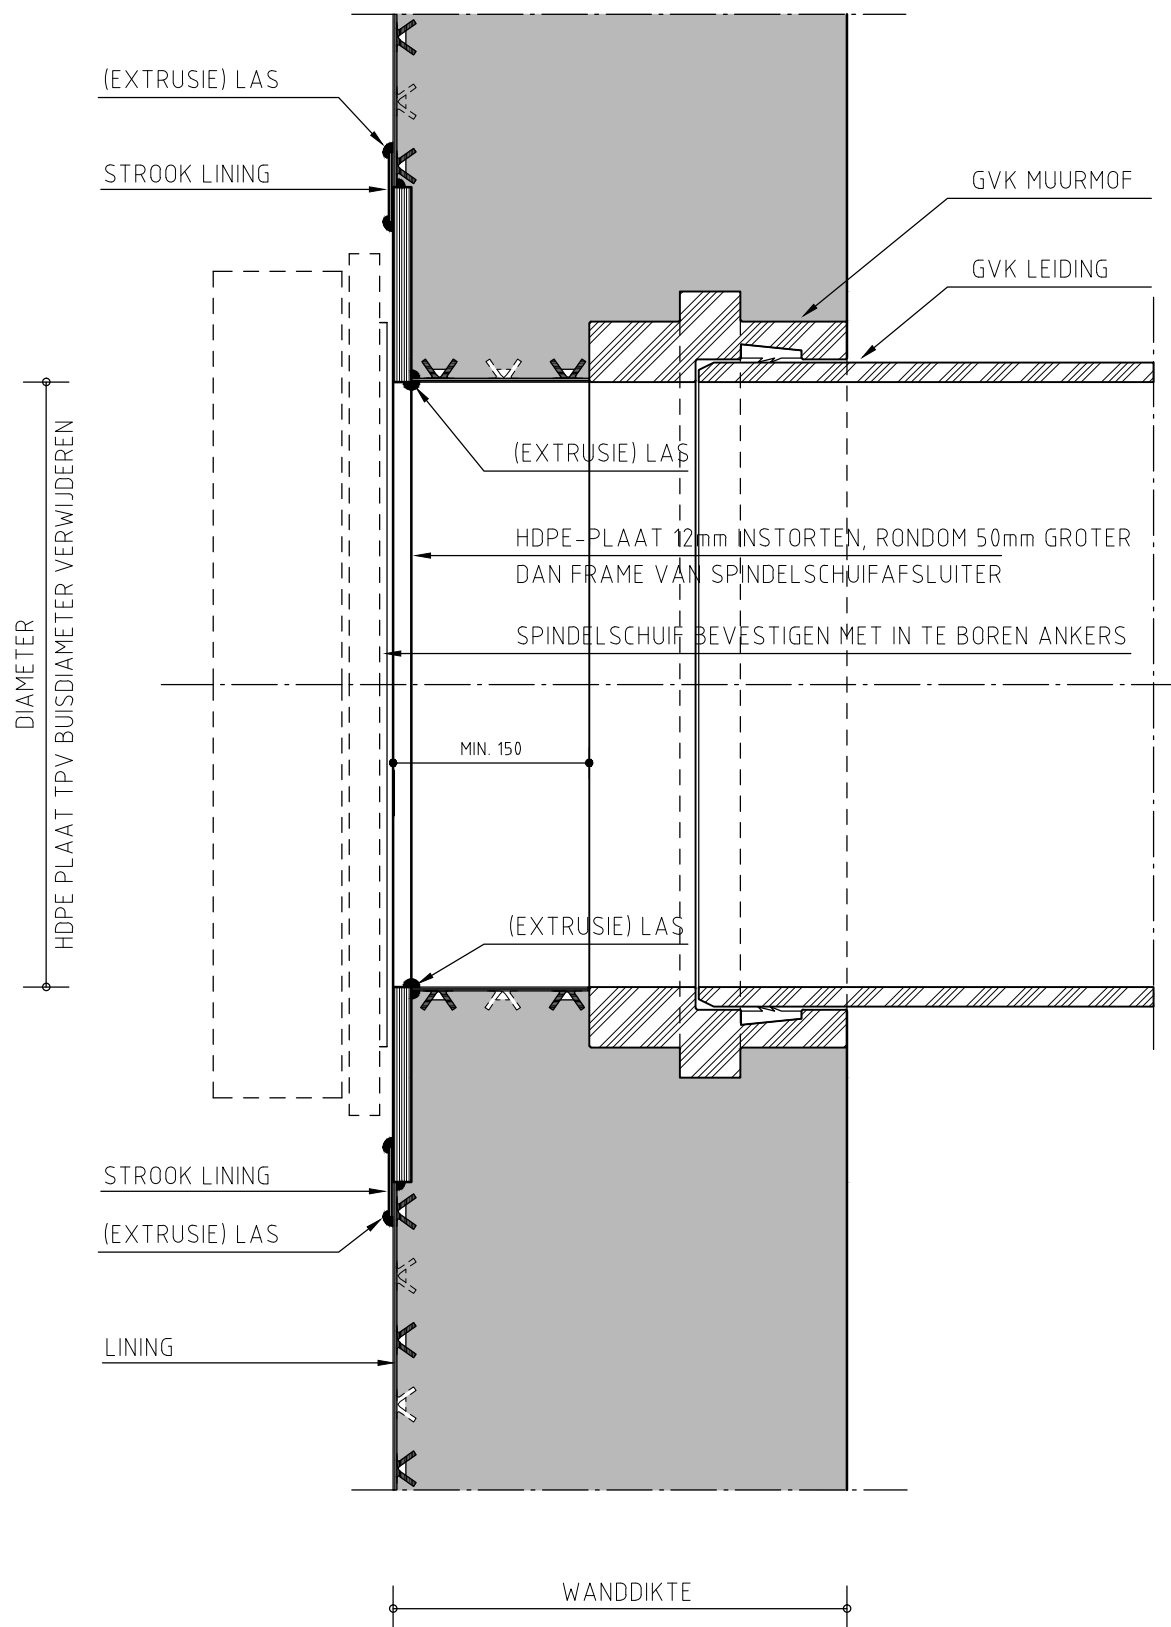 (EXTRUSIE) LAS
STROOK LINING
GVK MUURMOF
GVK LEIDING
(EXTRUSIE) LAS
HDPE-PLAAT 12mm INSTORTEN, RONDOM 50mm GROTER
DAN FRAME VAN SPINDELSCHUIFAFSLUITER
SPINDELSCHUIF BEVESTIGEN MET IN TE BOREN ANKERS
DIAMETER
HDPE PLAAT TPV BUISDIAMETER VERWIJDEREN
MIN. 150
(EXTRUSIE) LAS
STROOK LINING
(EXTRUSIE) LAS
LINING
WANDDIKTE